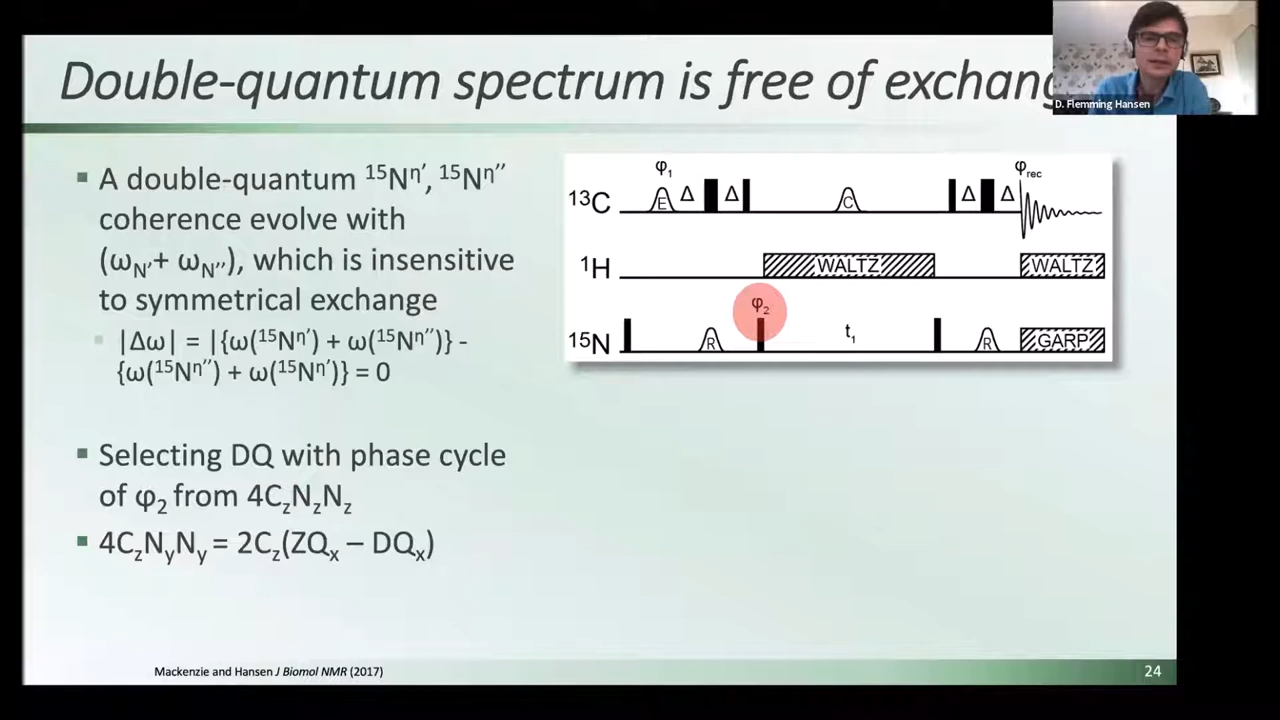 Double-quantum spectrum is free of exchang
D. Flemming Hansen
▪ A double-quantum ¹⁵Nη′, ¹⁵Nη″
coherence evolve with
(ωN′+ ωN″), which is insensitive
to symmetrical exchange
▪ |Δω| = |{ω(¹⁵Nη′) + ω(¹⁵Nη″)} -
{ω(¹⁵Nη″) + ω(¹⁵Nη′)} = 0
▪ Selecting DQ with phase cycle
of φ₂ from 4CzNzNz
▪ 4CzNyNy = 2Cz(ZQx – DQx)
φ₁ φrec
¹³C E Δ Δ C Δ Δ
¹H WALTZ WALTZ
φ₂
¹⁵N R t₁ R GARP
Mackenzie and Hansen J Biomol NMR (2017)
24